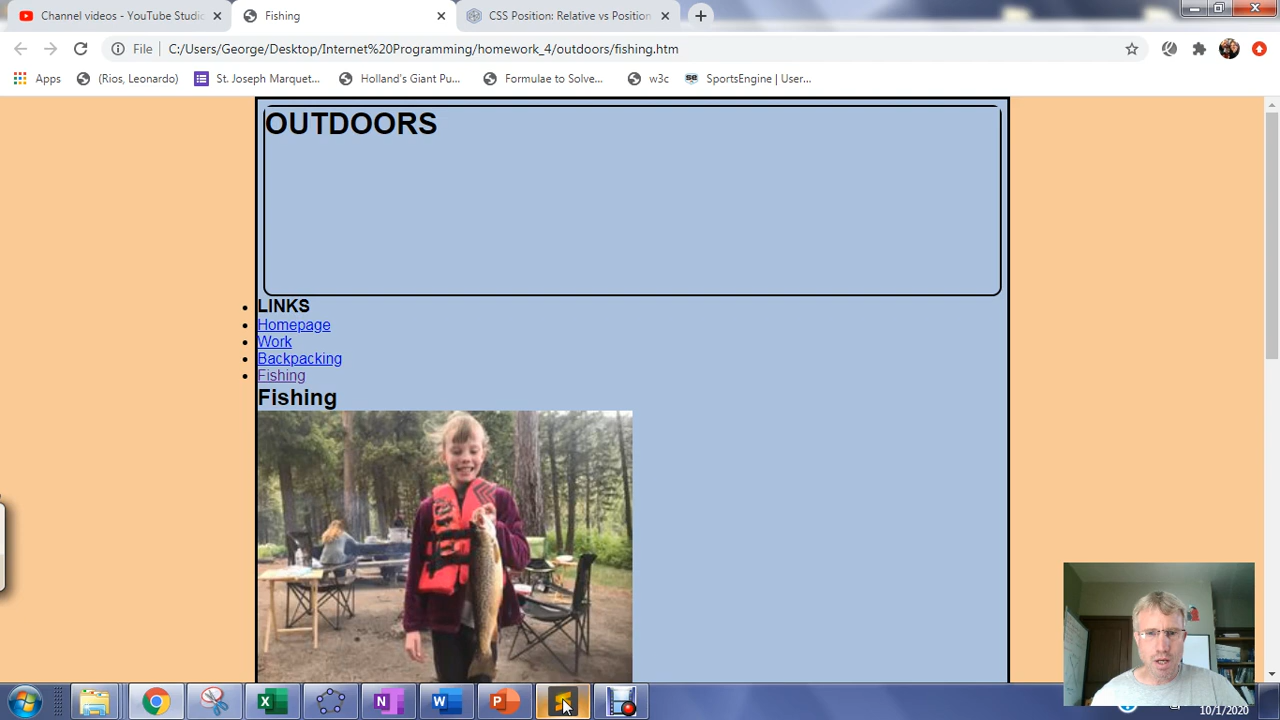 Channel videos - YouTube Studio
Fishing
CSS Position: Relative vs Position
File
C:/Users/George/Desktop/Internet%20Programming/homework_4/outdoors/fishing.htm
Apps
(Rios, Leonardo)
St. Joseph Marquet...
Holland's Giant Pu...
Formulae to Solve...
w3c
SportsEngine | User...
OUTDOORS
LINKS
Homepage
Work
Backpacking
Fishing
Fishing
10/1/2020